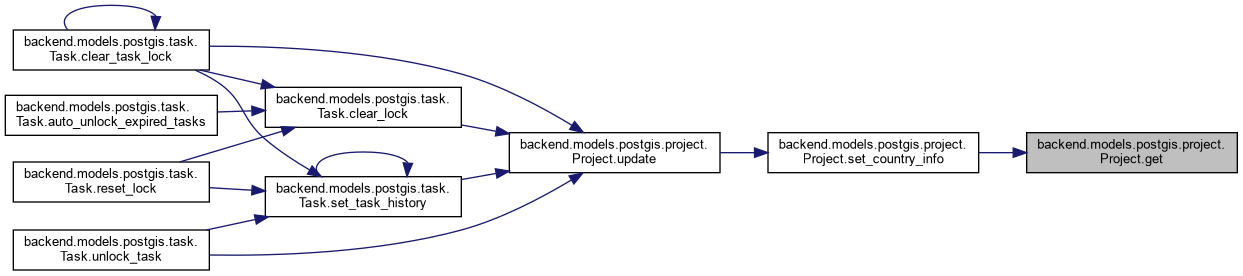 backend.models.postgis.task.
Task.clear_task_lock
backend.models.postgis.task.
Task.auto_unlock_expired_tasks
backend.models.postgis.task.
Task.reset_lock
backend.models.postgis.task.
Task.unlock_task
backend.models.postgis.task.
Task.clear_lock
backend.models.postgis.task.
Task.set_task_history
backend.models.postgis.project.
Project.update
backend.models.postgis.project.
Project.set_country_info
backend.models.postgis.project.
Project.get